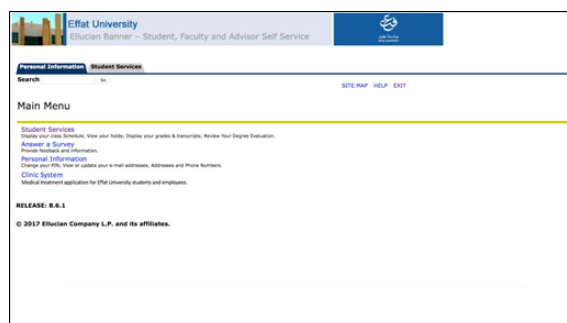 Effat University
Ellucian Banner – Student, Faculty and Advisor Self Service
Personal Information Student Services
Search Go
SITE MAP HELP EXIT
Main Menu
Student Services
Display your class Schedule; View your holds; Display your grades & transcripts; Review Your Degree Evaluation.
Answer a Survey
Provide feedback and information.
Personal Information
Change your PIN; View or update your e-mail addresses; Addresses and Phone Numbers.
Clinic System
Medical treatment application for Effat University students and employees.
RELEASE: 8.6.1
© 2017 Ellucian Company L.P. and its affiliates.